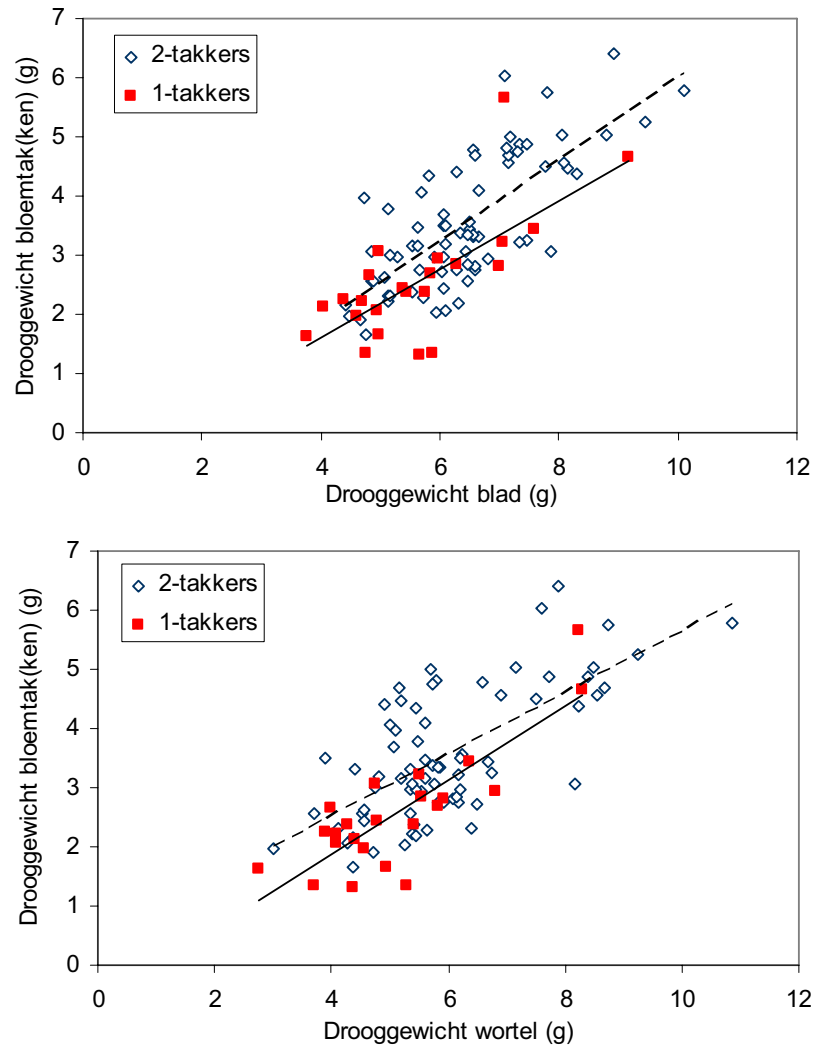 7
6
5
4
3
2
1
0
Drooggewicht bloemtak(ken) (g)
2-takkers
1-takkers
0 2 4 6 8 10 12
Drooggewicht blad (g)
7
6
5
4
3
2
1
0
Drooggewicht bloemtak(ken) (g)
2-takkers
1-takkers
0 2 4 6 8 10 12
Drooggewicht wortel (g)